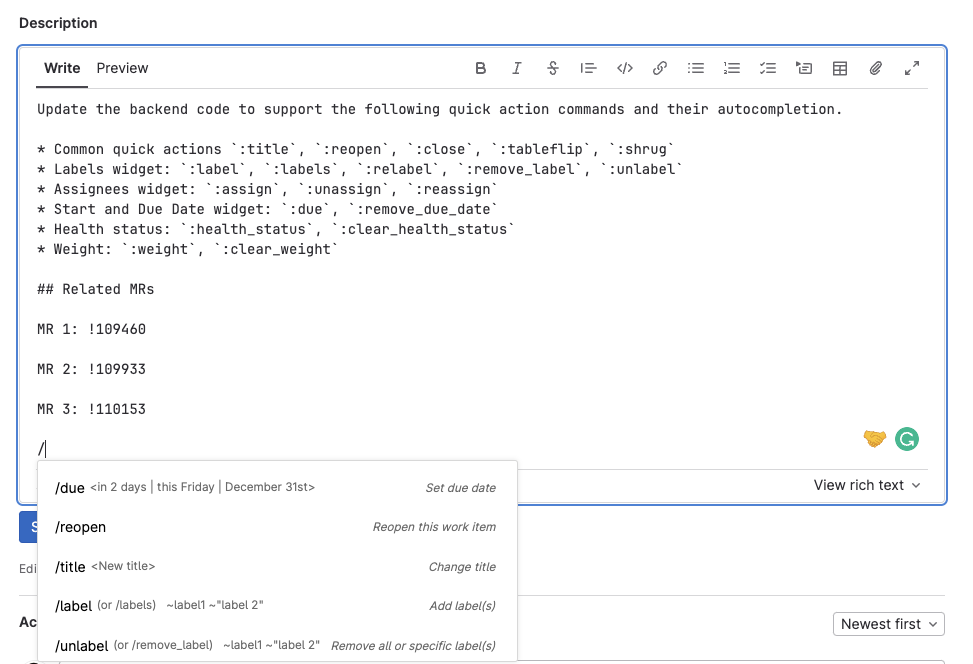 Description
Write Preview
Update the backend code to support the following quick action commands and their autocompletion.
* Common quick actions `:title`, `:reopen`, `:close`, `:tableflip`, `:shrug`
* Labels widget: `:label`, `:labels`, `:relabel`, `:remove_label`, `:unlabel`
* Assignees widget: `:assign`, `:unassign`, `:reassign`
* Start and Due Date widget: `:due`, `:remove_due_date`
* Health status: `:health_status`, `:clear_health_status`
* Weight: `:weight`, `:clear_weight`
## Related MRs
MR 1: !109460
MR 2: !109933
MR 3: !110153
/
View rich text
/due <in 2 days | this Friday | December 31st> Set due date
/reopen Reopen this work item
/title <New title> Change title
/label (or /labels) ~label1 ~"label 2" Add label(s)
/unlabel (or /remove_label) ~label1 ~"label 2" Remove all or specific label(s)
Newest first